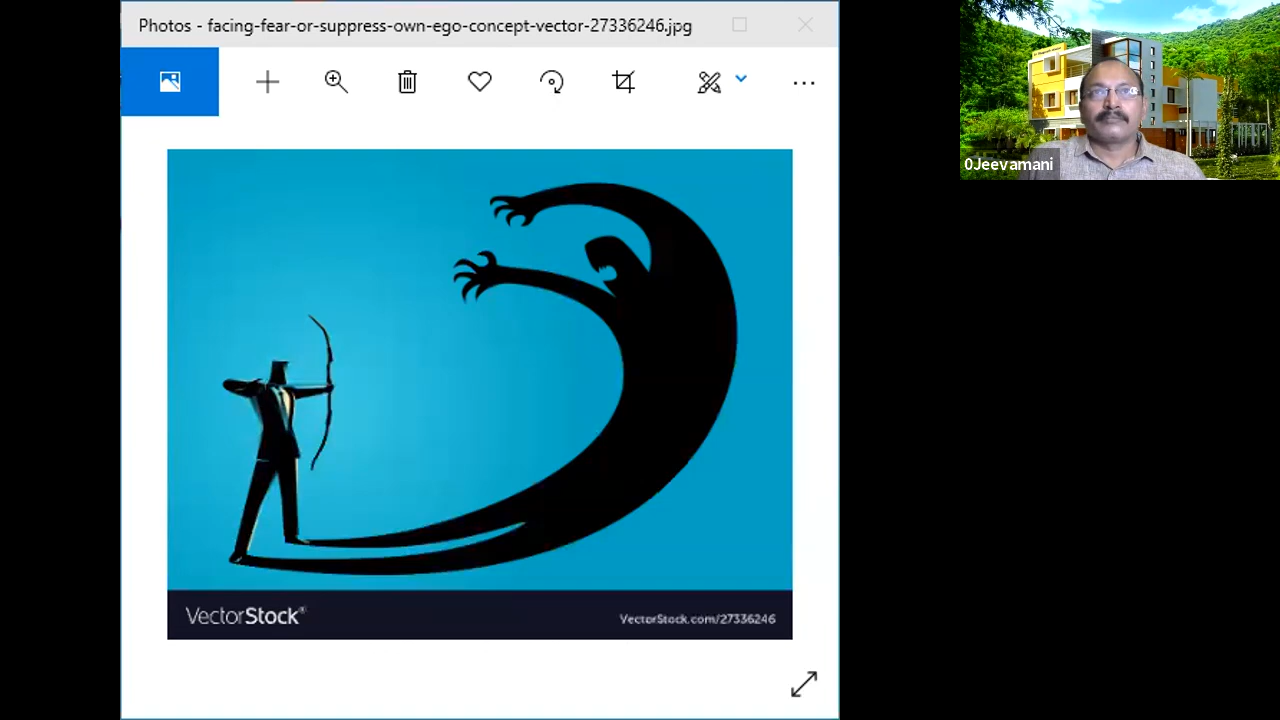 Photos - facing-fear-or-suppress-own-ego-concept-vector-27336246.jpg
0Jeevamani
VectorStock®
VectorStock.com/27336246